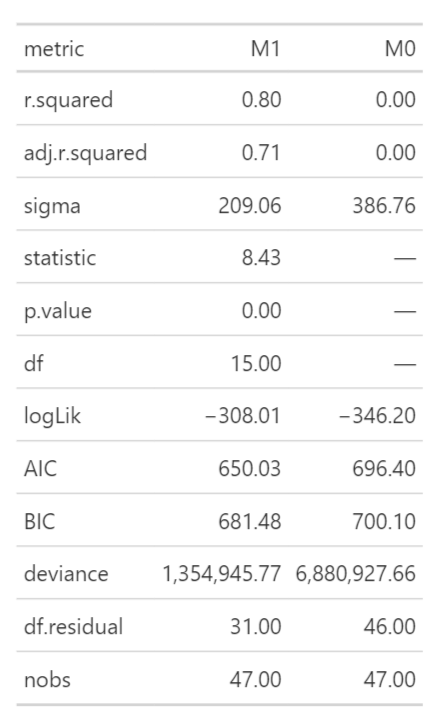 metric M1 M0
r.squared 0.80 0.00
adj.r.squared 0.71 0.00
sigma 209.06 386.76
statistic 8.43 —
p.value 0.00 —
df 15.00 —
logLik −308.01 −346.20
AIC 650.03 696.40
BIC 681.48 700.10
deviance 1,354,945.77 6,880,927.66
df.residual 31.00 46.00
nobs 47.00 47.00